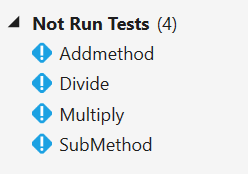 Not Run Tests (4)
Addmethod
Divide
Multiply
SubMethod